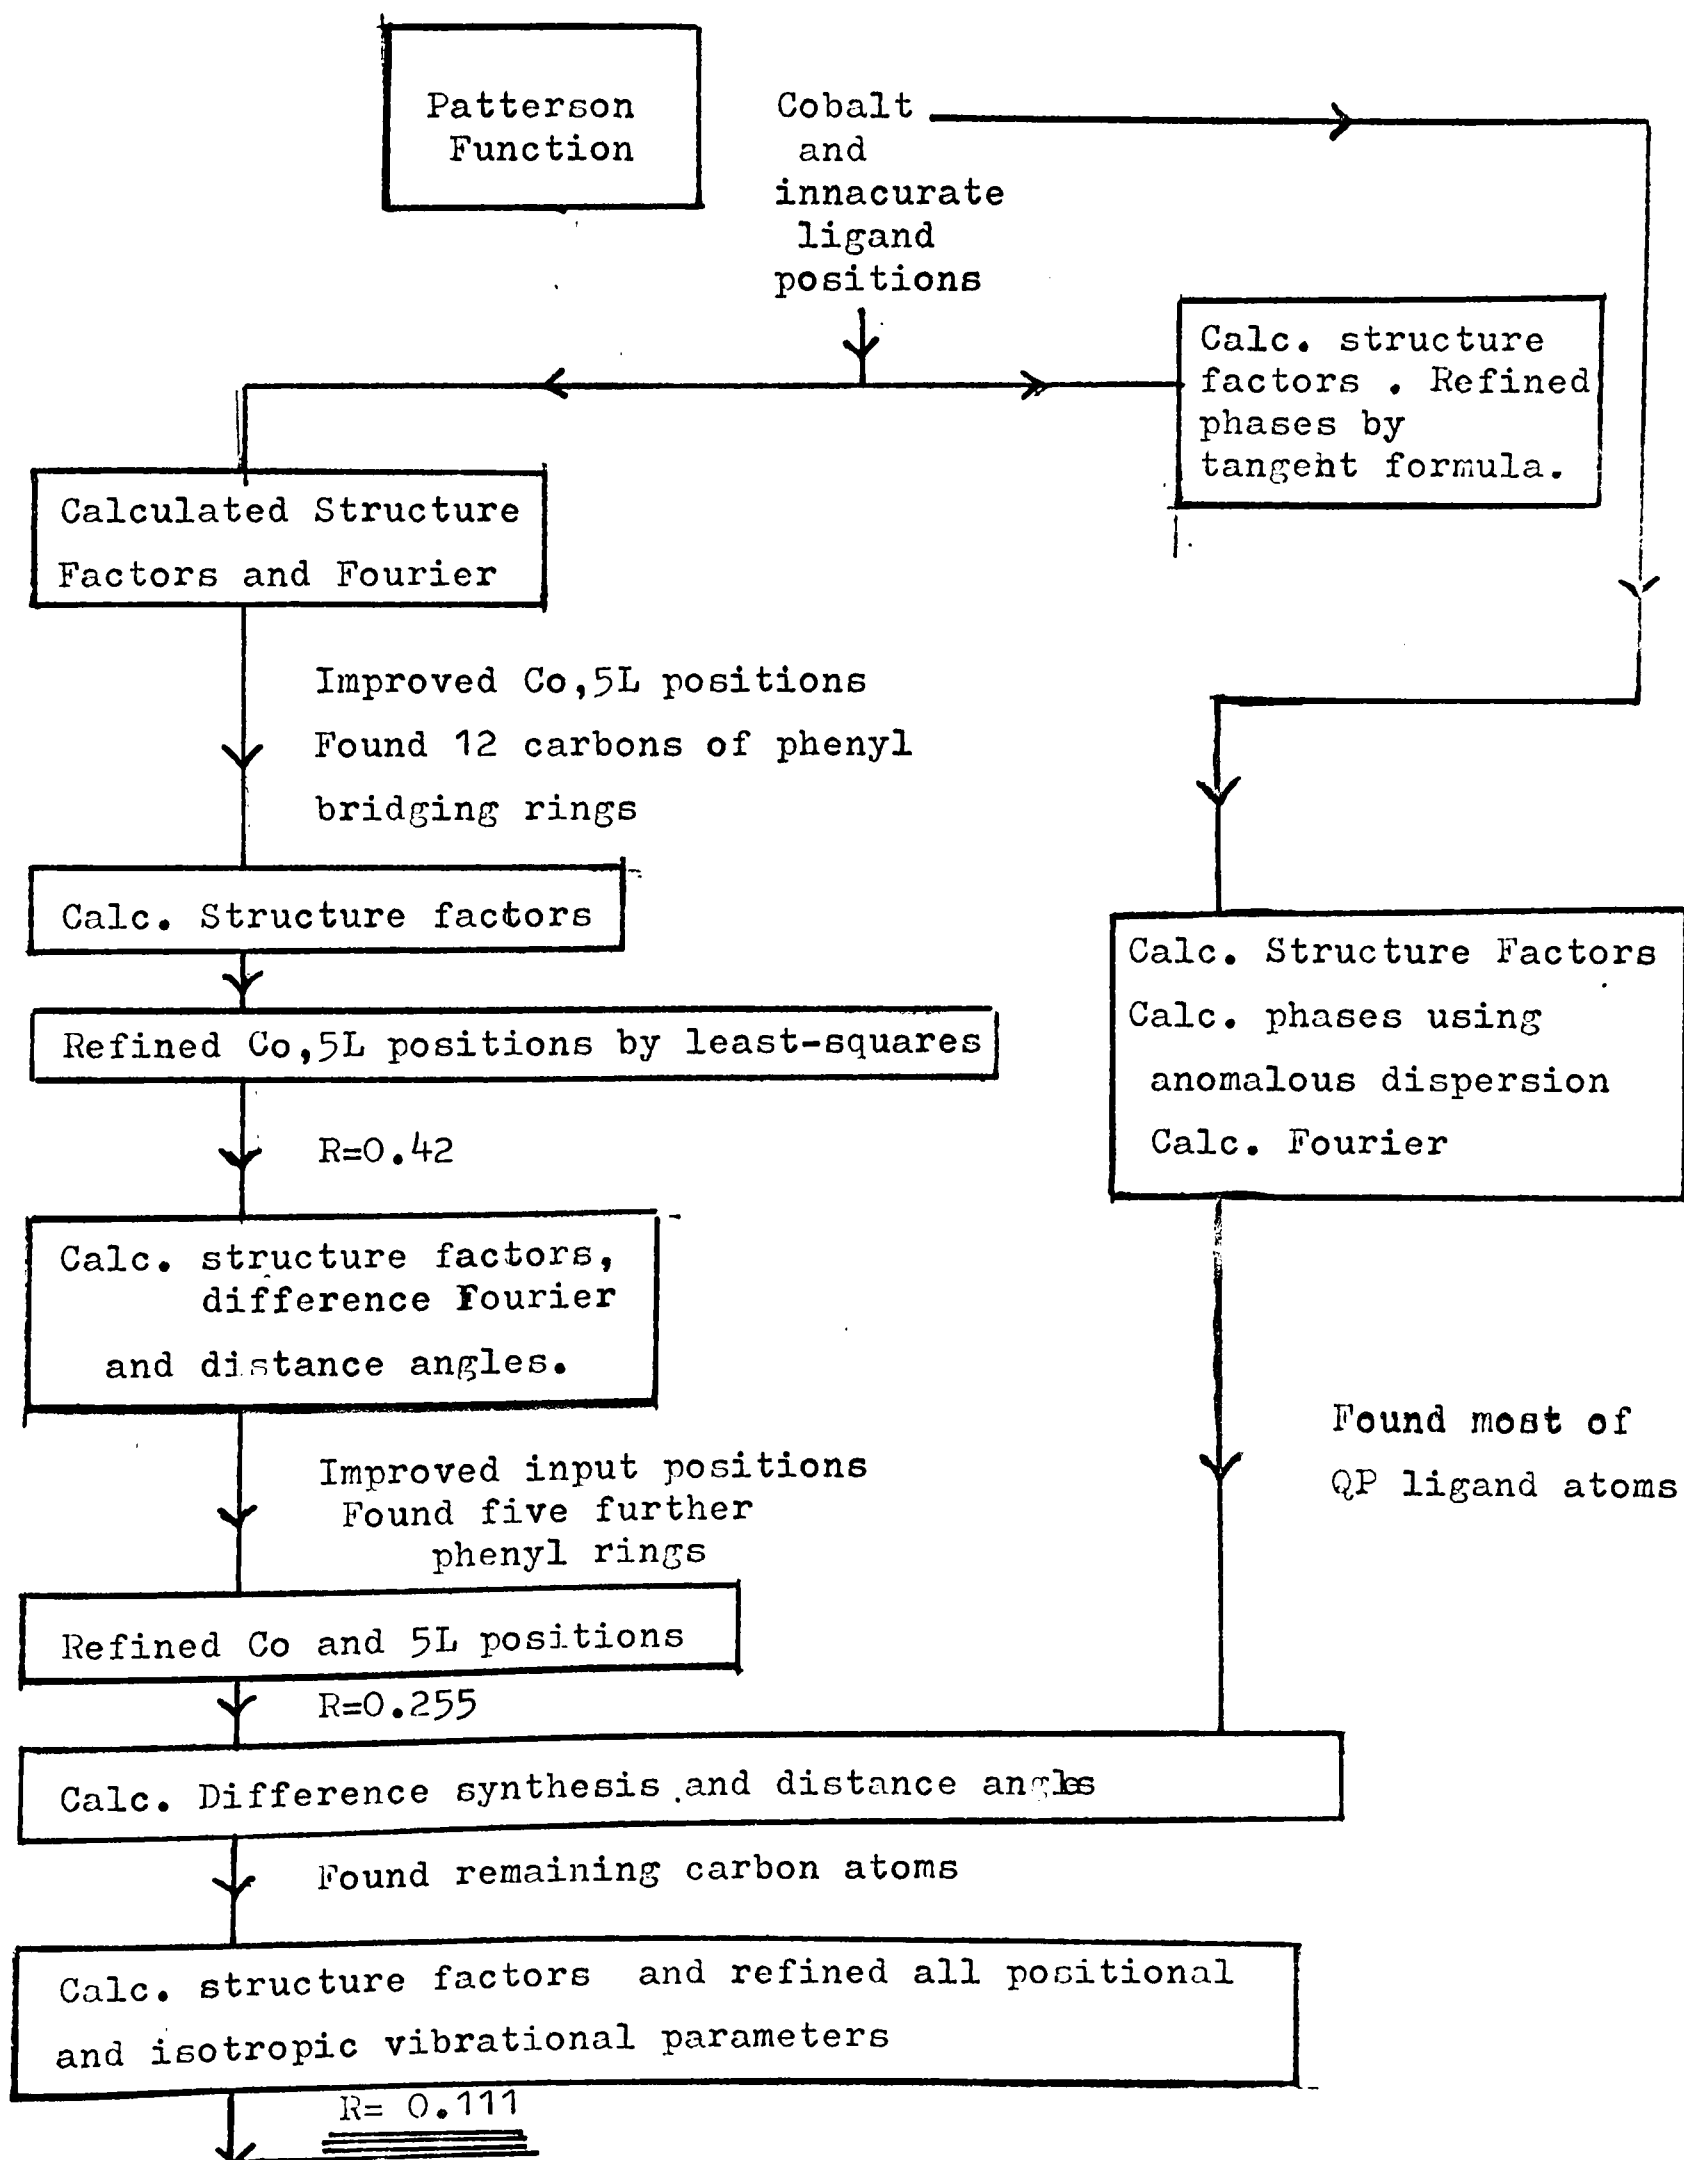 Patterson
Function
Cobalt
and
innacurate
ligand
positions
Calc. structure
factors . Refined
phases by
tangent formula.
Calculated Structure
Factors and Fourier
Improved Co,5L positions
Found 12 carbons of phenyl
bridging rings
Calc. Structure factors
Refined Co,5L positions by least-squares
R=0.42
Calc. Structure Factors
Calc. phases using
anomalous dispersion
Calc. Fourier
Calc. structure factors,
difference Fourier
and distance angles.
Found most of
QP ligand atoms
Improved input positions
Found five further
phenyl rings
Refined Co and 5L positions
R=0.255
Calc. Difference synthesis and distance angles
Found remaining carbon atoms
Calc. structure factors and refined all positional
and isotropic vibrational parameters
R= 0.111